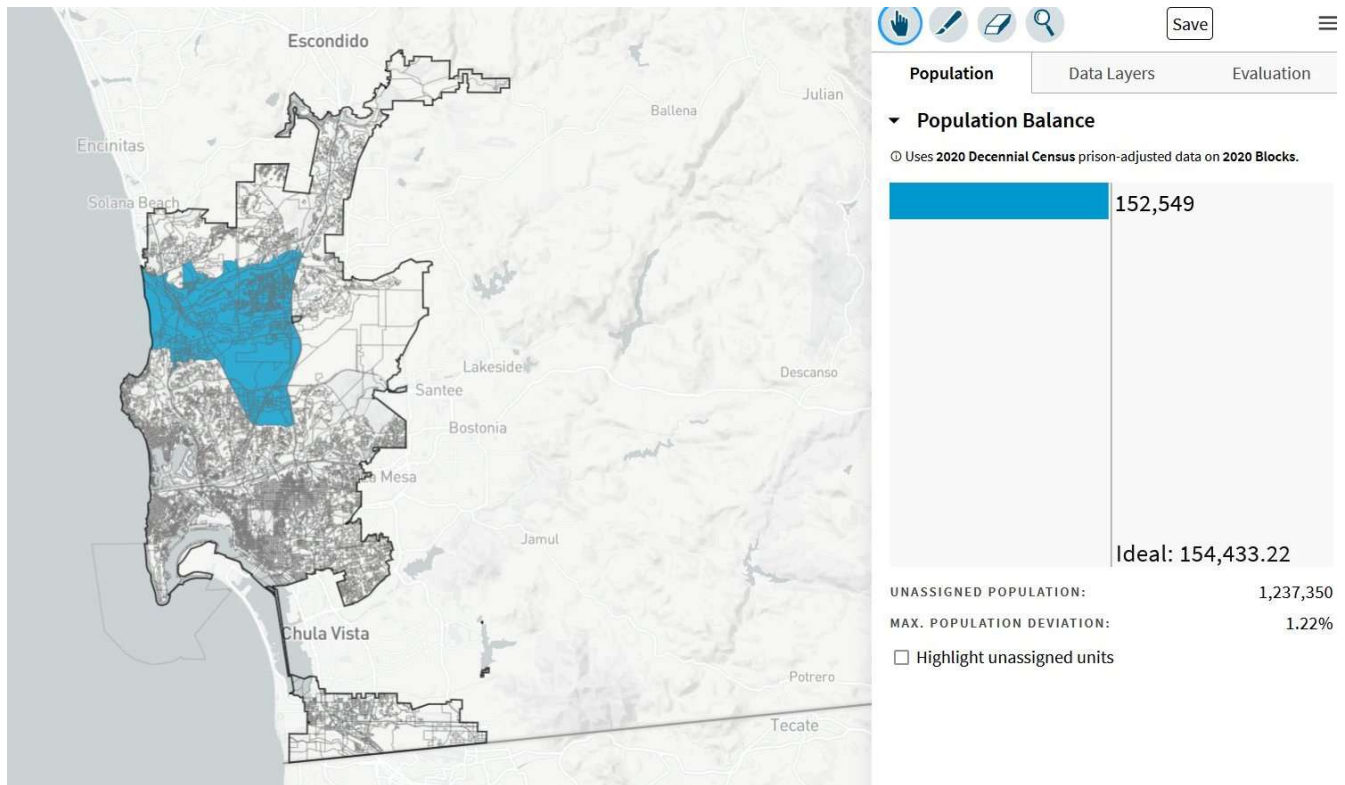 Escondido
Julian
Ballena
Encinitas
Solana Beach
Lakeside
Descanso
Santee
Bostonia
La Mesa
Jamul
Chula Vista
Potrero
Tecate
Save
Population
Data Layers
Evaluation
Population Balance
Uses 2020 Decennial Census prison-adjusted data on 2020 Blocks.
152,549
Ideal: 154,433.22
UNASSIGNED POPULATION: 1,237,350
MAX. POPULATION DEVIATION: 1.22%
Highlight unassigned units